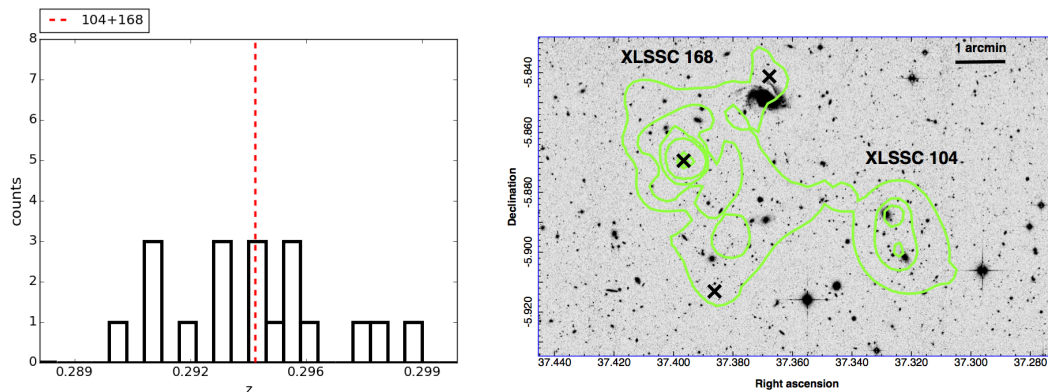 104+168
8
7
6
5
4
3
2
1
0
counts
0.289
0.292
0.296
0.299
z
XLSSC 168
1 arcmin
XLSSC 104
Declination
-5.840
-5.860
-5.880
-5.900
-5.920
37.440 37.420 37.400 37.380 37.360 37.340 37.320 37.300 37.280
Right ascension